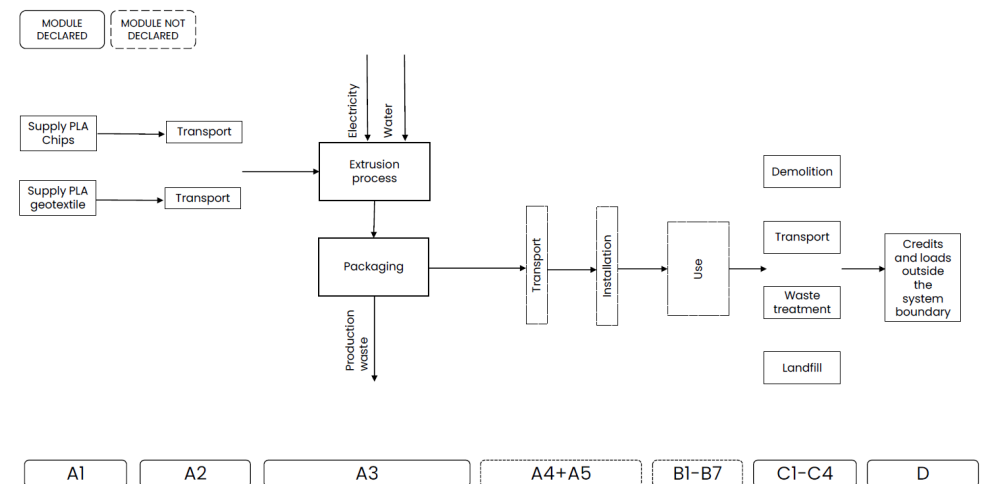 MODULE
DECLARED
MODULE NOT
DECLARED
Electricity
Water
Supply PLA
Chips
Transport
Supply PLA
geotextile
Transport
Extrusion
process
Packaging
Production
waste
Transport
Installation
Use
Demolition
Transport
Waste
treatment
Landfill
Credits
and loads
outside
the
system
boundary
A1
A2
A3
A4+A5
B1-B7
C1-C4
D